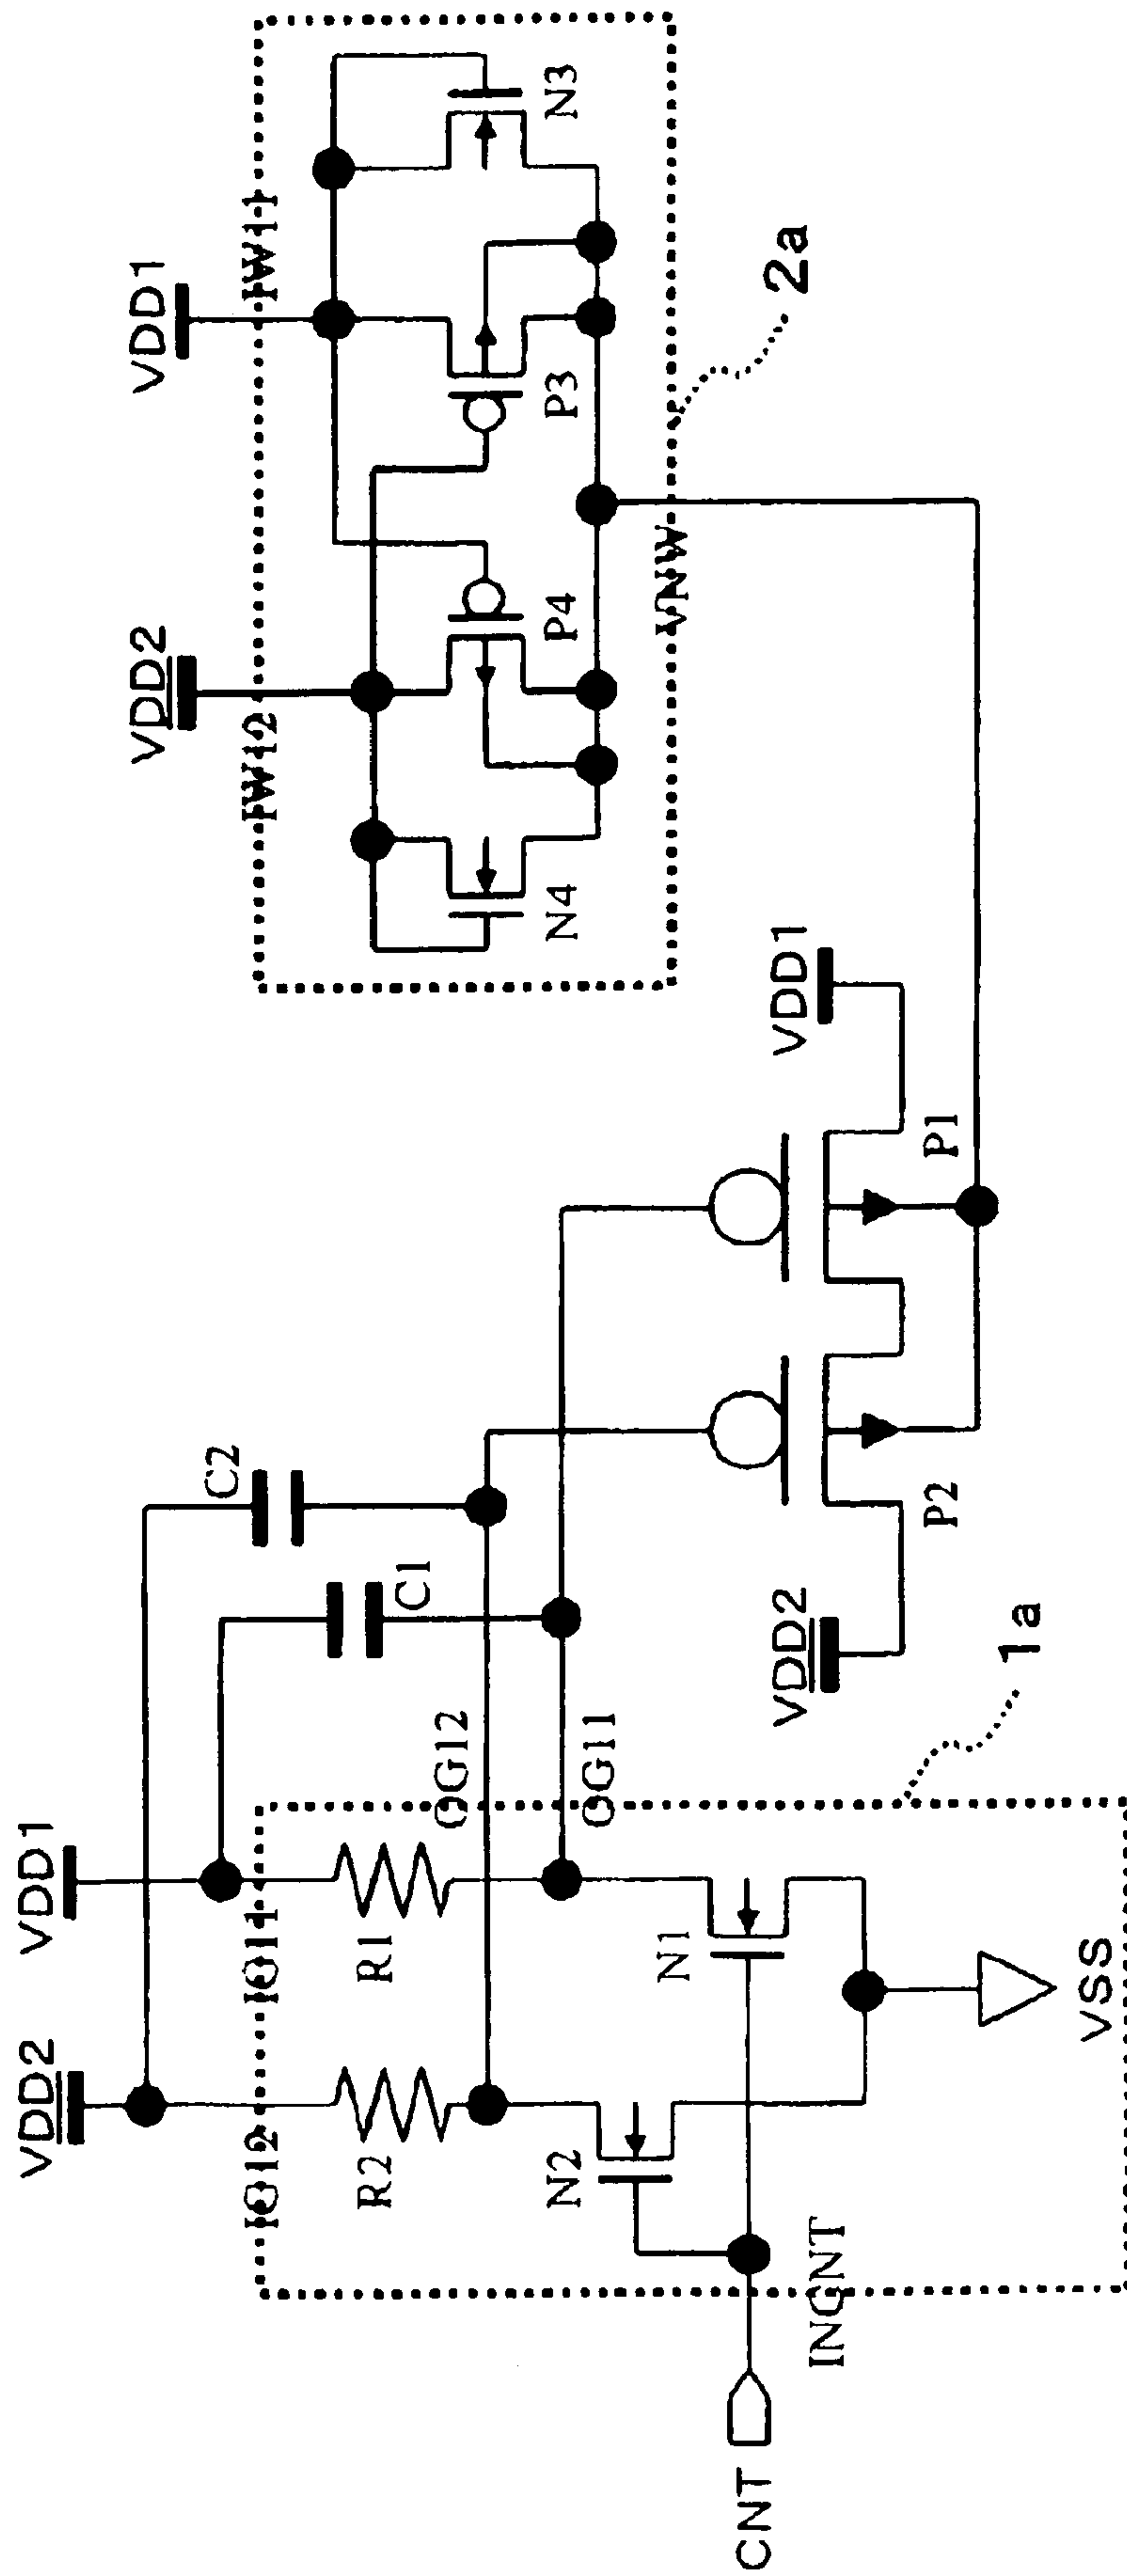 VDD2
VDD1
IG12
IG11
R2
R1
C1
C2
OG12
OG11
N2
N1
CNT
INCNT
VSS
1a
VDD2
P2
P1
VDD1
VDD2
VDD1
IW12
IW11
N4
P4
P3
N3
VNW
2a